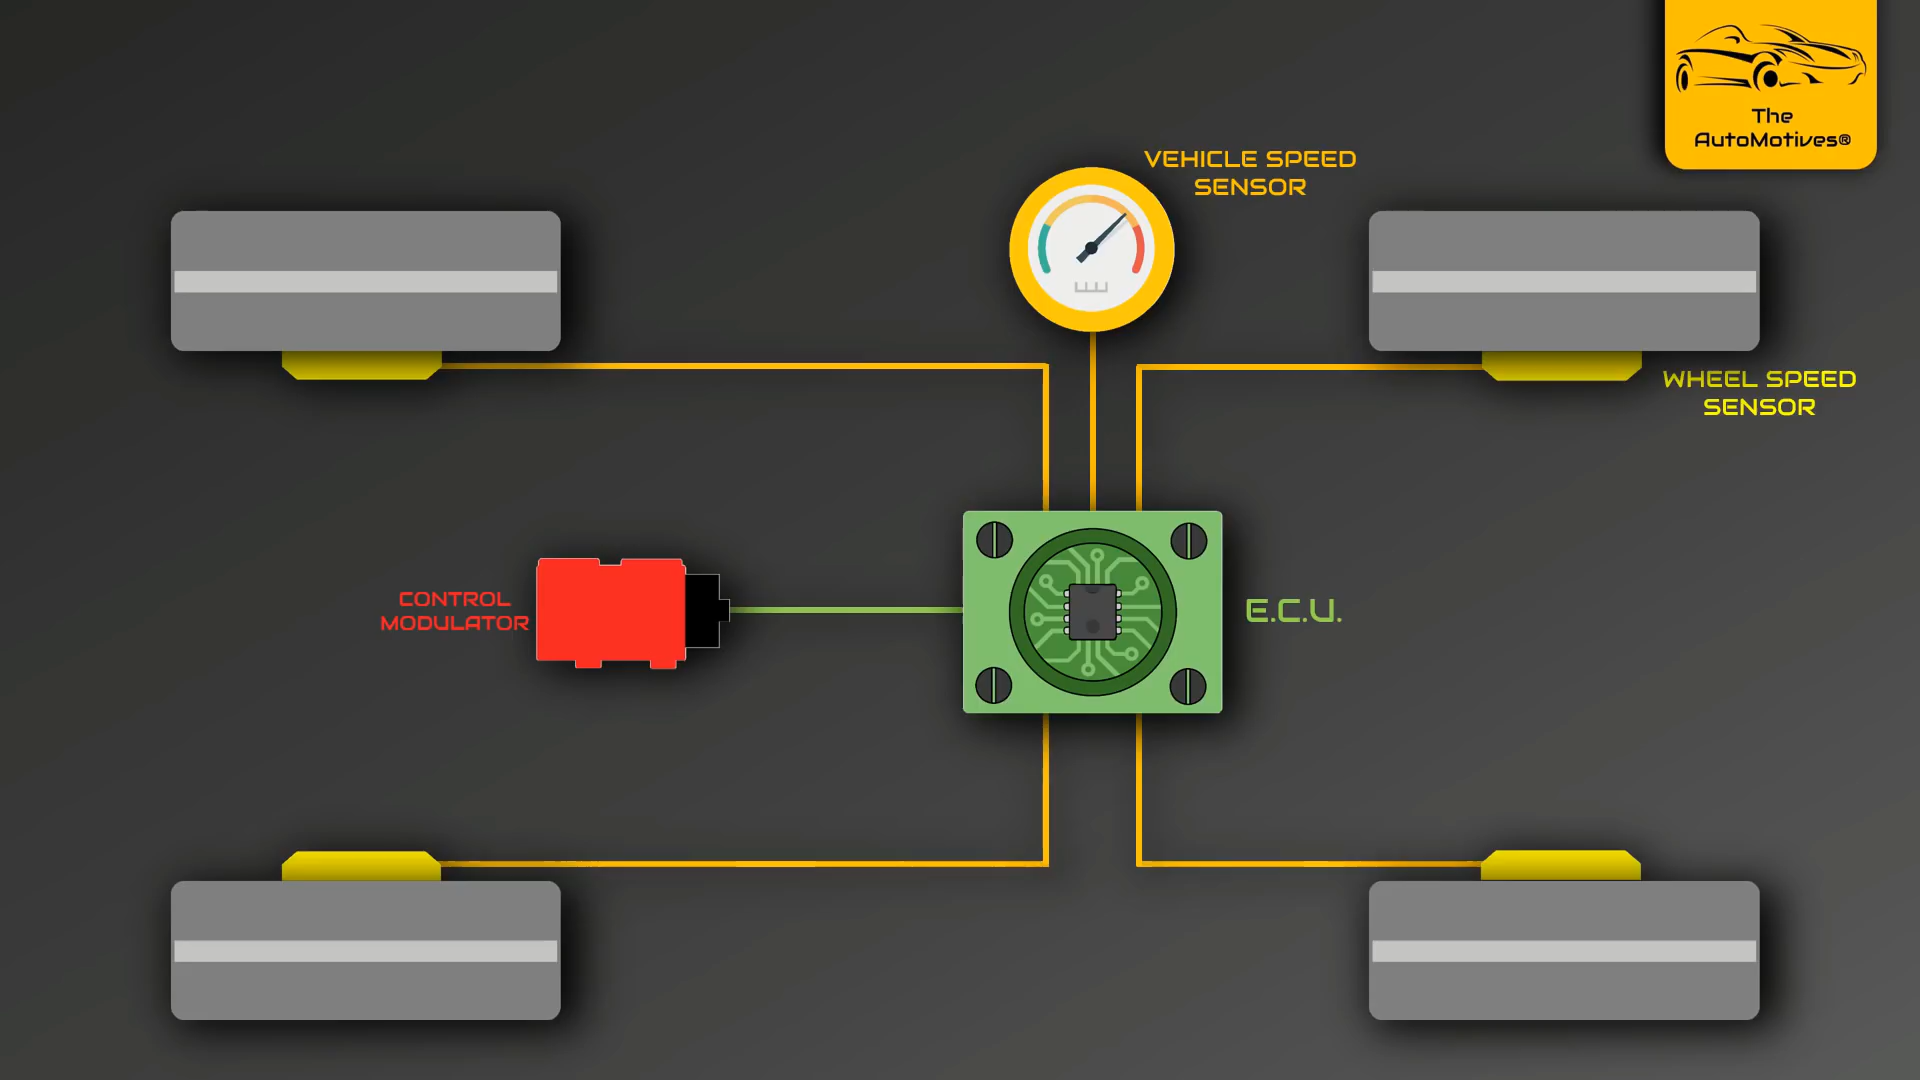 The
AutoMotives®
VEHICLE SPEED
SENSOR
WHEEL SPEED
SENSOR
CONTROL
MODULATOR
E.C.U.